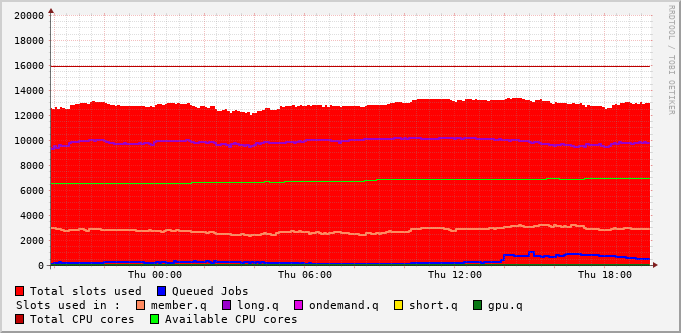 20000
18000
16000
14000
12000
10000
8000
6000
4000
2000
0
Thu 00:00 Thu 06:00 Thu 12:00 Thu 18:00
RRDTOOL / TOBI OETIKER
Total slots used Queued Jobs
Slots used in : member.q long.q ondemand.q short.q gpu.q
Total CPU cores Available CPU cores